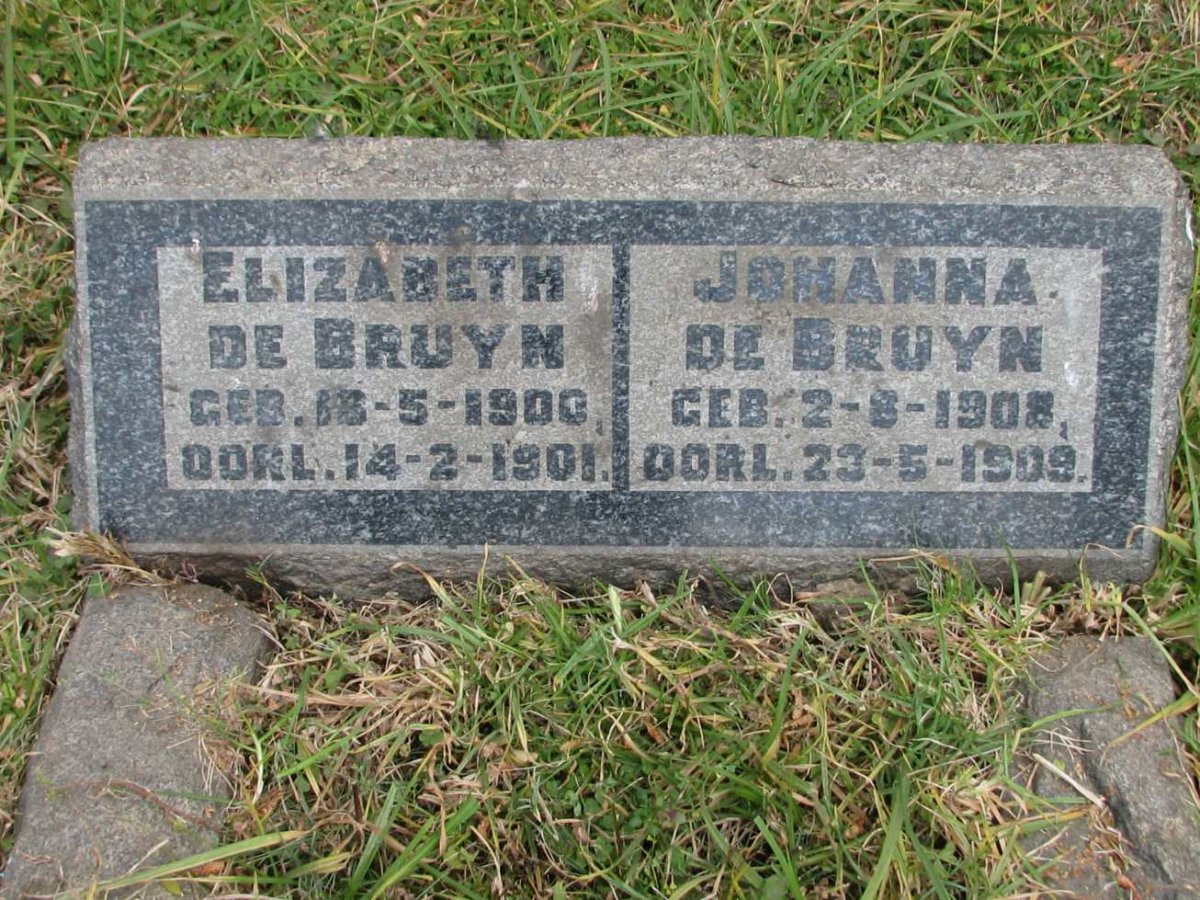 ELIZABETH
DE BRUYN
GEB. 16-5-1900,
OORL. 14-2-1901.
JOHANNA
DE BRUYN
GEB. 2-8-1908,
OORL. 23-5-1909.